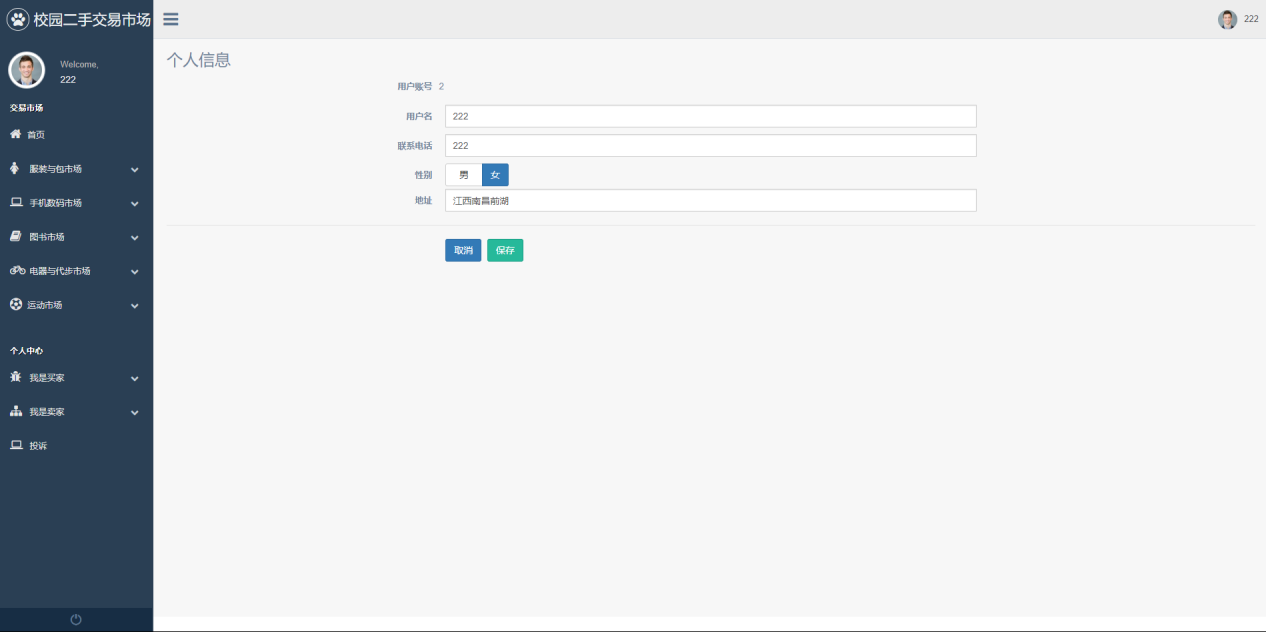 校园二手交易市场
222
Welcome,
222
交易市场
首页
服装与包市场
手机数码市场
图书市场
电器与代步市场
运动市场
个人中心
我是买家
我是卖家
投诉
个人信息
用户账号 2
用户名 222
联系电话 222
性别 男 女
地址 江西南昌前湖
取消 保存